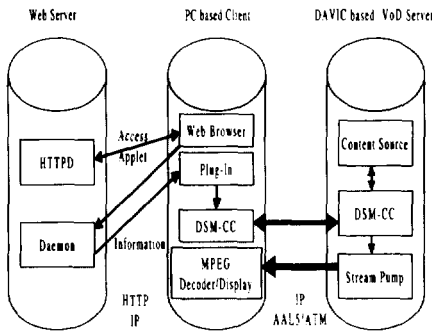 Web Server
PC based Client
DAVIC based VoD Server
Access
Applet
Web Browser
HTTPD
Plug-In
Content Source
Daemon
Information
DSM-CC
DSM-CC
MPEG
Decoder/Display
Stream Pump
HTTP
IP
IP
AAL5/ATM